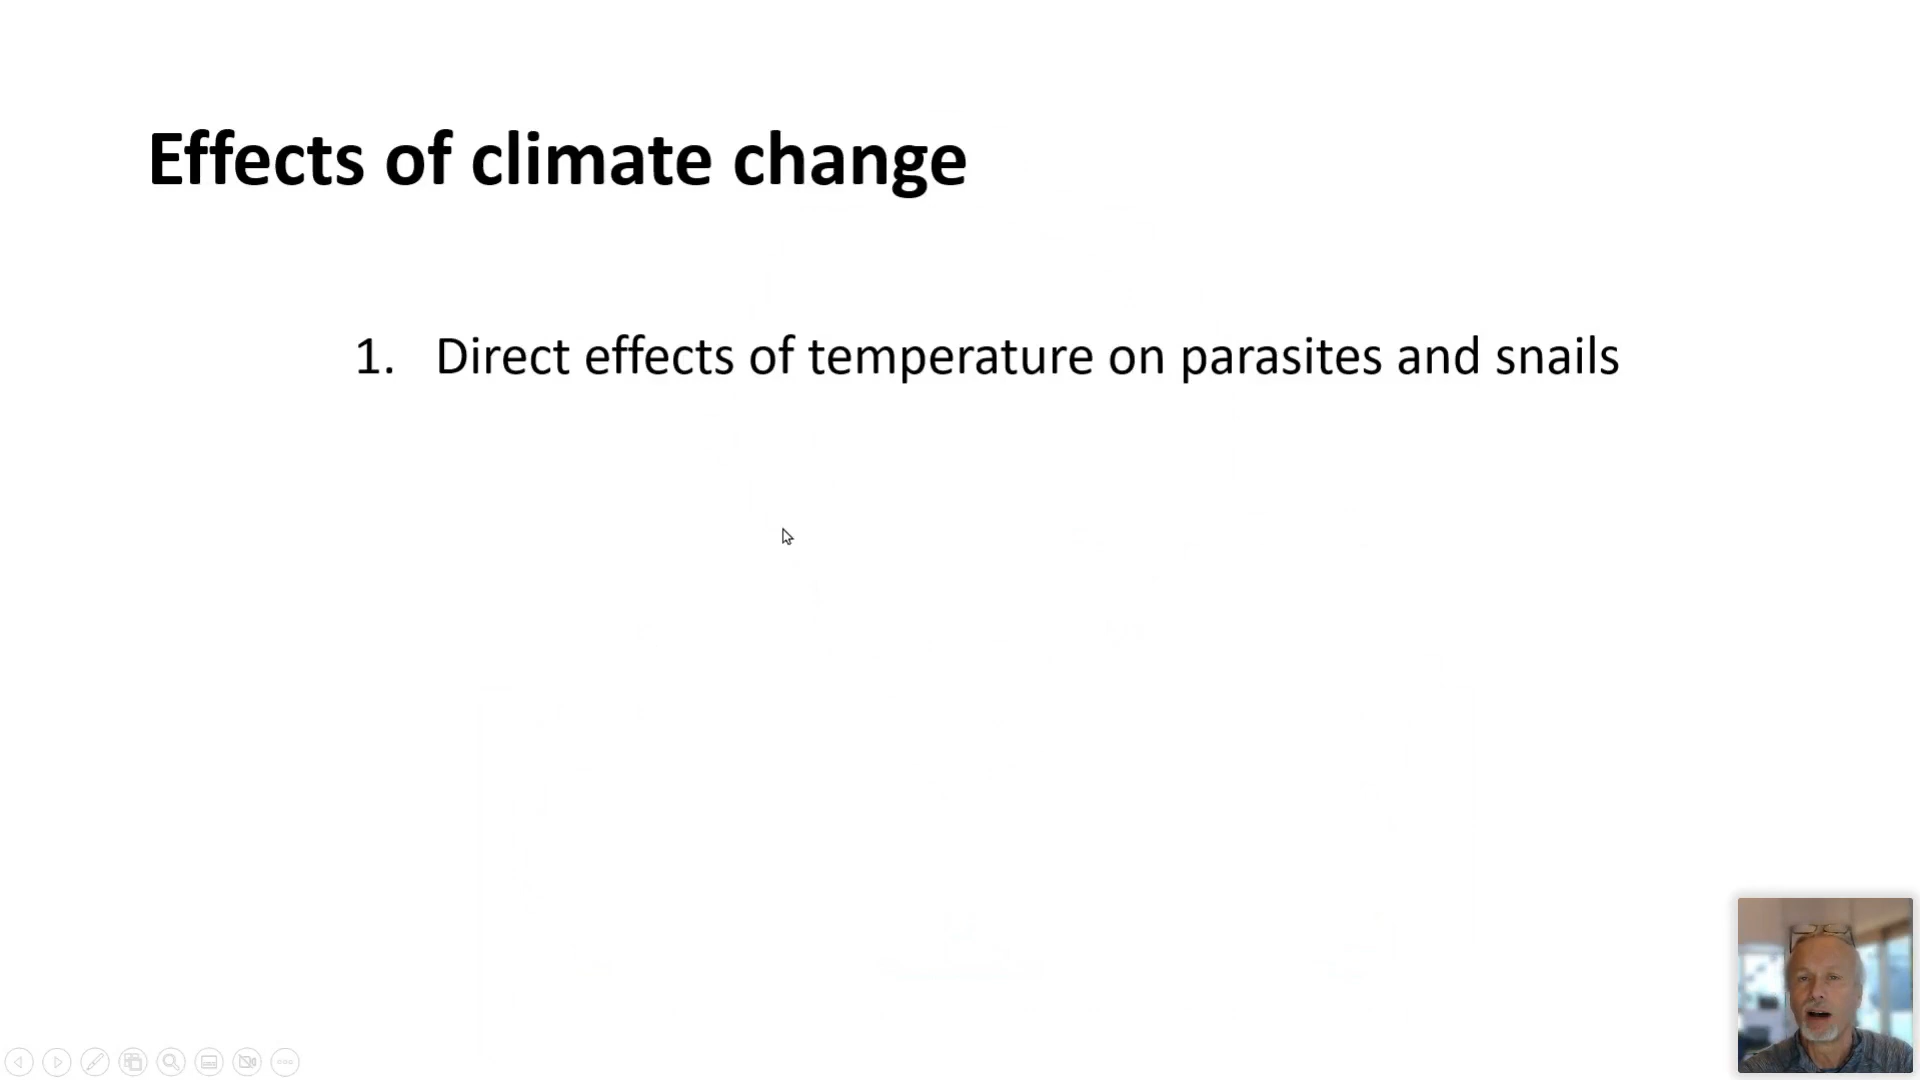 Effects of climate change
1. Direct effects of temperature on parasites and snails